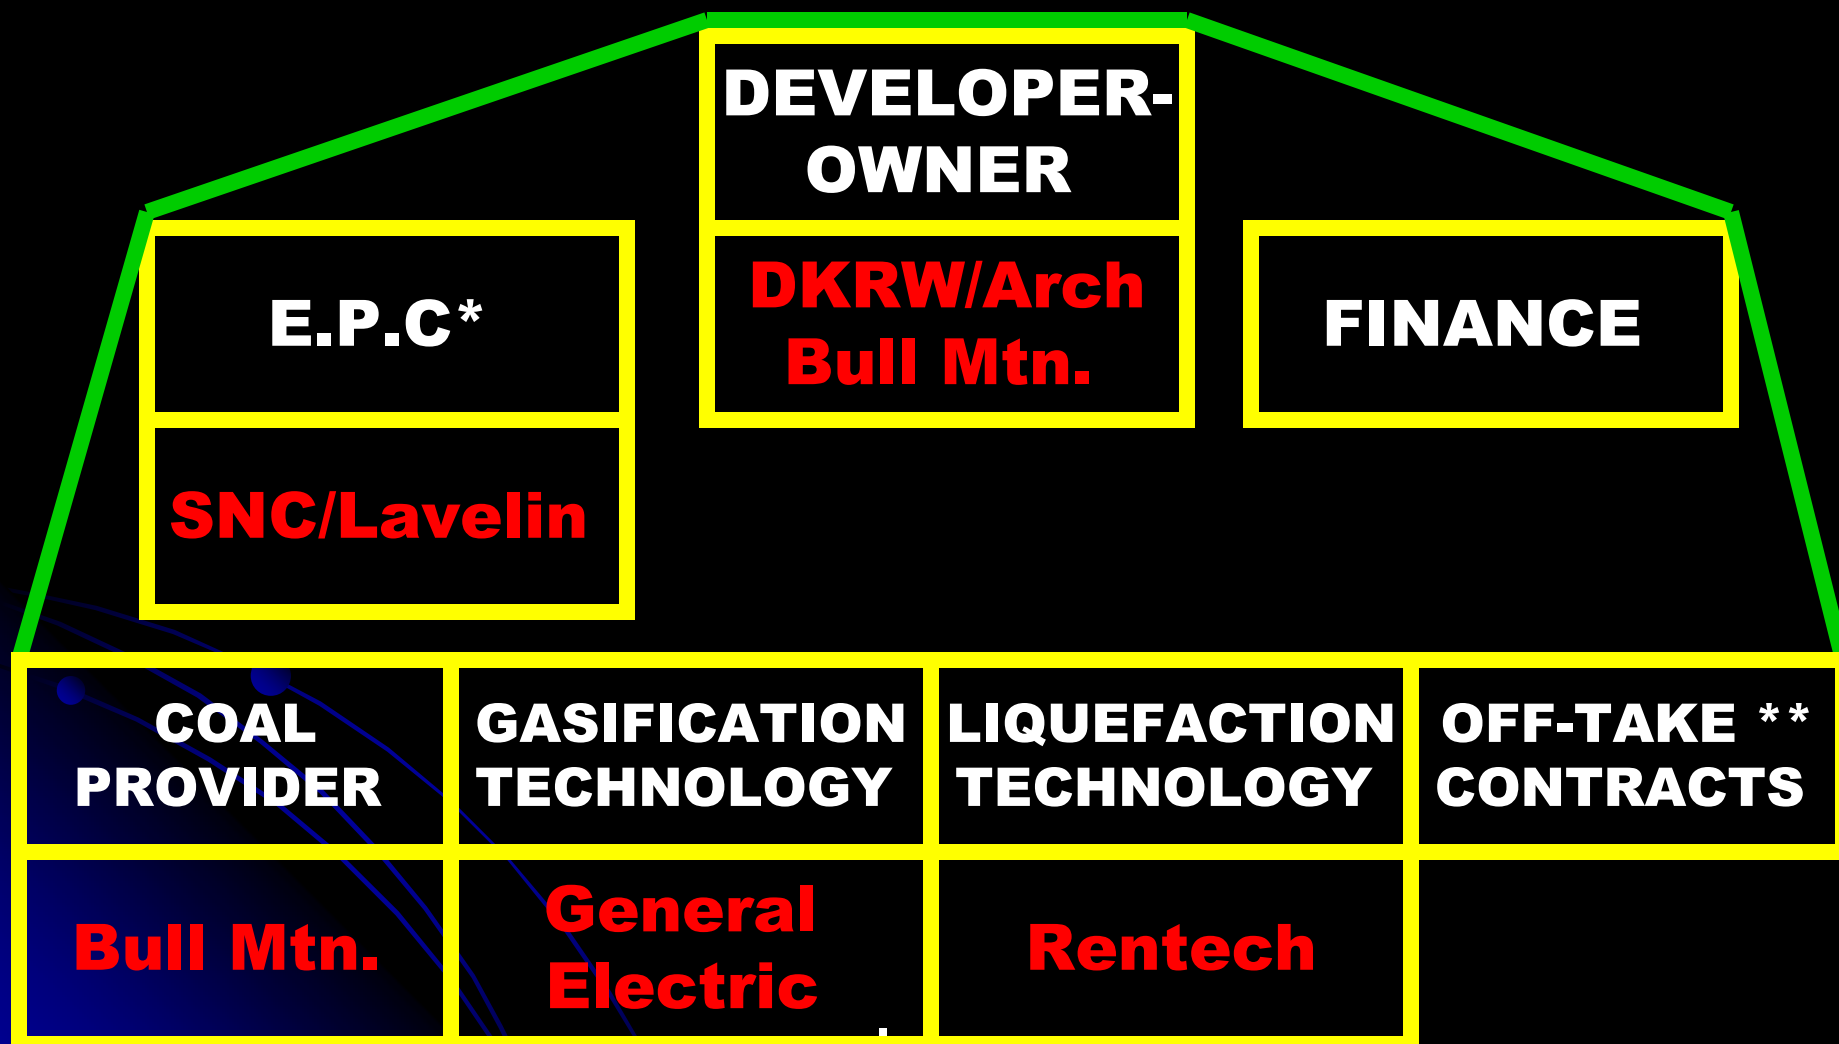 DEVELOPER-
OWNER
DKRW/Arch
Bull Mtn.
E.P.C*
SNC/Lavelin
FINANCE
COAL
PROVIDER
Bull Mtn.
GASIFICATION
TECHNOLOGY
General
Electric
LIQUEFACTION
TECHNOLOGY
Rentech
OFF-TAKE **
CONTRACTS